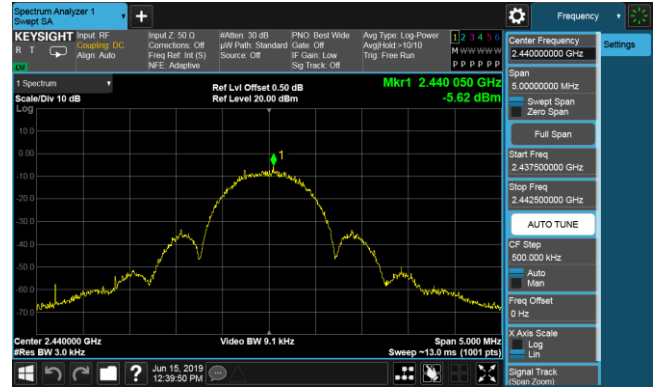 Spectrum Analyzer 1
Swept SA
+
Frequency
KEYSIGHT
R T
LV
Input: RF
Coupling: DC
Align: Auto
Input Z: 50 Ω
Corrections: Off
Freq Ref: Int (S)
NFE: Adaptive
#Atten: 30 dB
µW Path: Standard
Source: Off
PNO: Best Wide
Gate: Off
IF Gain: Low
Sig Track: Off
Avg Type: Log-Power
Avg|Hold:>10/10
Trig: Free Run
1 2 3 4 5 6
M W W W W W
P P P P P P
1 Spectrum
Scale/Div 10 dB
Ref Lvl Offset 0.50 dB
Ref Level 20.00 dBm
Mkr1 2.440 050 GHz
-5.62 dBm
Log
10.0
0.00
-10.0
-20.0
-30.0
-40.0
-50.0
-60.0
-70.0
1
Center 2.440000 GHz
#Res BW 3.0 kHz
Video BW 9.1 kHz
Span 5.000 MHz
Sweep ~13.0 ms (1001 pts)
Center Frequency
2.440000000 GHz
Settings
Span
5.00000000 MHz
Swept Span
Zero Span
Full Span
Start Freq
2.437500000 GHz
Stop Freq
2.442500000 GHz
AUTO TUNE
CF Step
500.000 kHz
Auto
Man
Freq Offset
0 Hz
X Axis Scale
Log
Lin
Signal Track
(Span Zoom)
?
Jun 15, 2019
12:39:50 PM